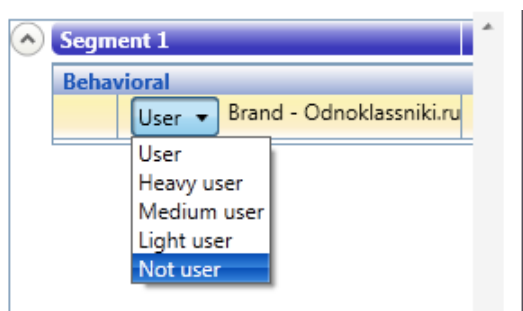 Segment 1
Behavioral
User Brand - Odnoklassniki.ru
User
Heavy user
Medium user
Light user
Not user